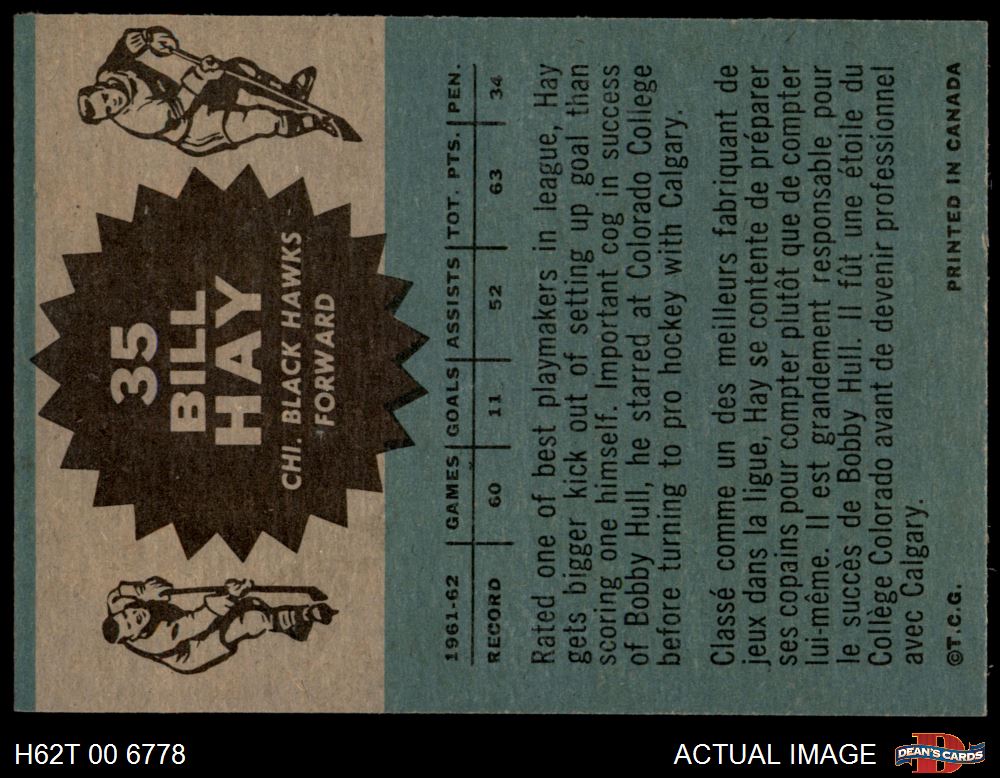 35
BILL
HAY
CHI. BLACK HAWKS
FORWARD
1961-62 GAMES GOALS ASSISTS TOT. PTS. PEN.
RECORD 60 11 52 63 34
Rated one of best playmakers in league, Hay
gets bigger kick out of setting up goal than
scoring one himself. Important cog in success
of Bobby Hull, he starred at Colorado College
before turning to pro hockey with Calgary.
Classé comme un des meilleurs fabriquant de
jeux dans la ligue, Hay se contente de préparer
ses copains pour compter plutôt que de compter
lui-même. Il est grandement responsable pour
le succès de Bobby Hull. Il fût une étoile du
Collège Colorado avant de devenir professionnel
avec Calgary.
©T.C.G. PRINTED IN CANADA
H62T 00 6778 ACTUAL IMAGE
D
DEAN'S CARDS